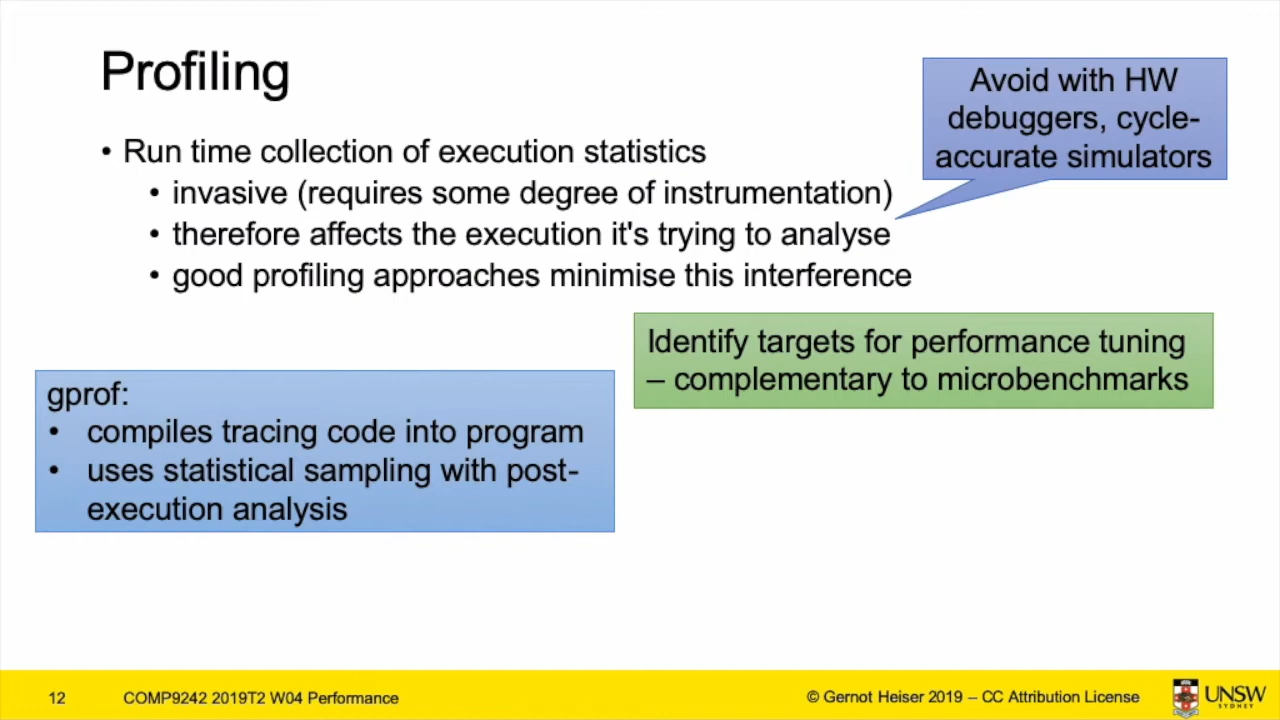 Profiling
Avoid with HW
debuggers, cycle-
accurate simulators
• Run time collection of execution statistics
• invasive (requires some degree of instrumentation)
• therefore affects the execution it's trying to analyse
• good profiling approaches minimise this interference
Identify targets for performance tuning
– complementary to microbenchmarks
gprof:
• compiles tracing code into program
• uses statistical sampling with post-
execution analysis
12
COMP9242 2019T2 W04 Performance
© Gernot Heiser 2019 – CC Attribution License
UNSW
SYDNEY